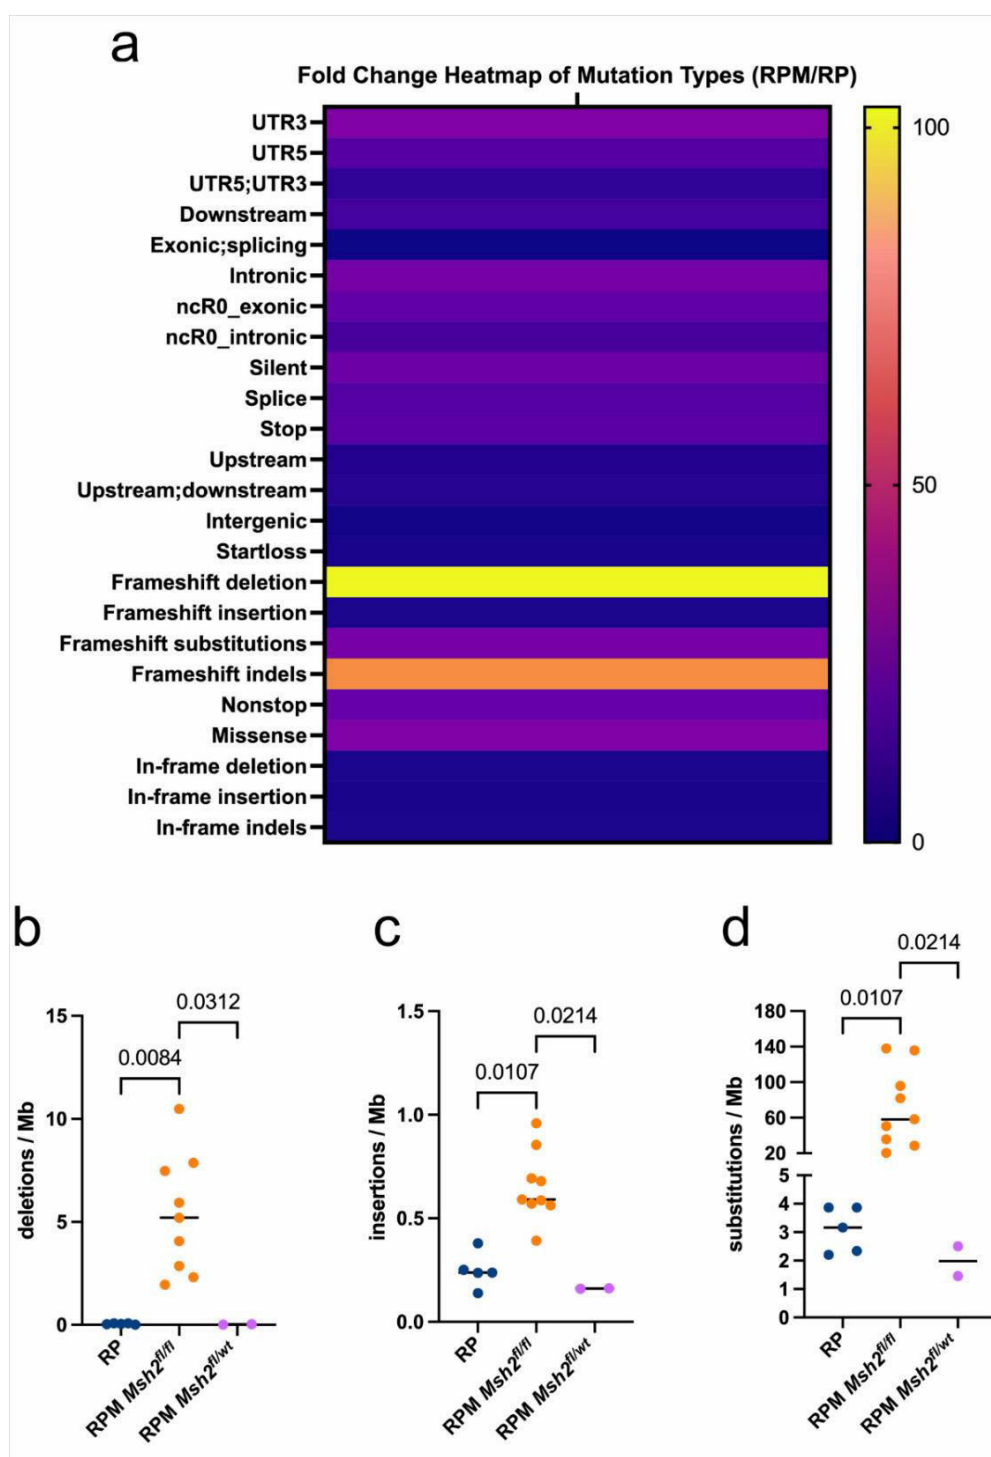 a
Fold Change Heatmap of Mutation Types (RPM/RP)
UTR3
UTR5
UTR5;UTR3
Downstream
Exonic;splicing
Intronic
ncR0_exonic
ncR0_intronic
Silent
Splice
Stop
Upstream
Upstream;downstream
Intergenic
Startloss
Frameshift deletion
Frameshift insertion
Frameshift substitutions
Frameshift indels
Nonstop
Missense
In-frame deletion
In-frame insertion
In-frame indels
100
50
0
b
deletions / Mb
15
10
5
0
0.0084
0.0312
RP
RPM Msh2fl/fl
RPM Msh2fl/wt
c
insertions / Mb
1.5
1.0
0.5
0.0
0.0107
0.0214
RP
RPM Msh2fl/fl
RPM Msh2fl/wt
d
substitutions / Mb
180
140
100
60
20
5
4
3
2
1
0
0.0107
0.0214
RP
RPM Msh2fl/fl
RPM Msh2fl/wt